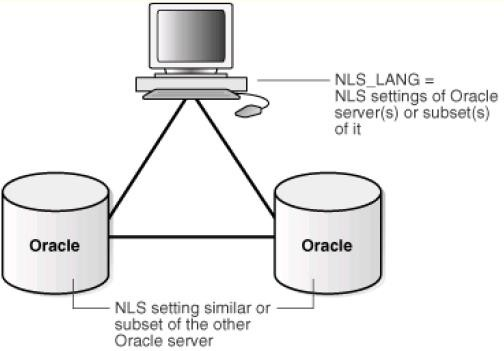 NLS_LANG =
NLS settings of Oracle
server(s) or subset(s)
of it
Oracle
Oracle
NLS setting similar or
subset of the other
Oracle server